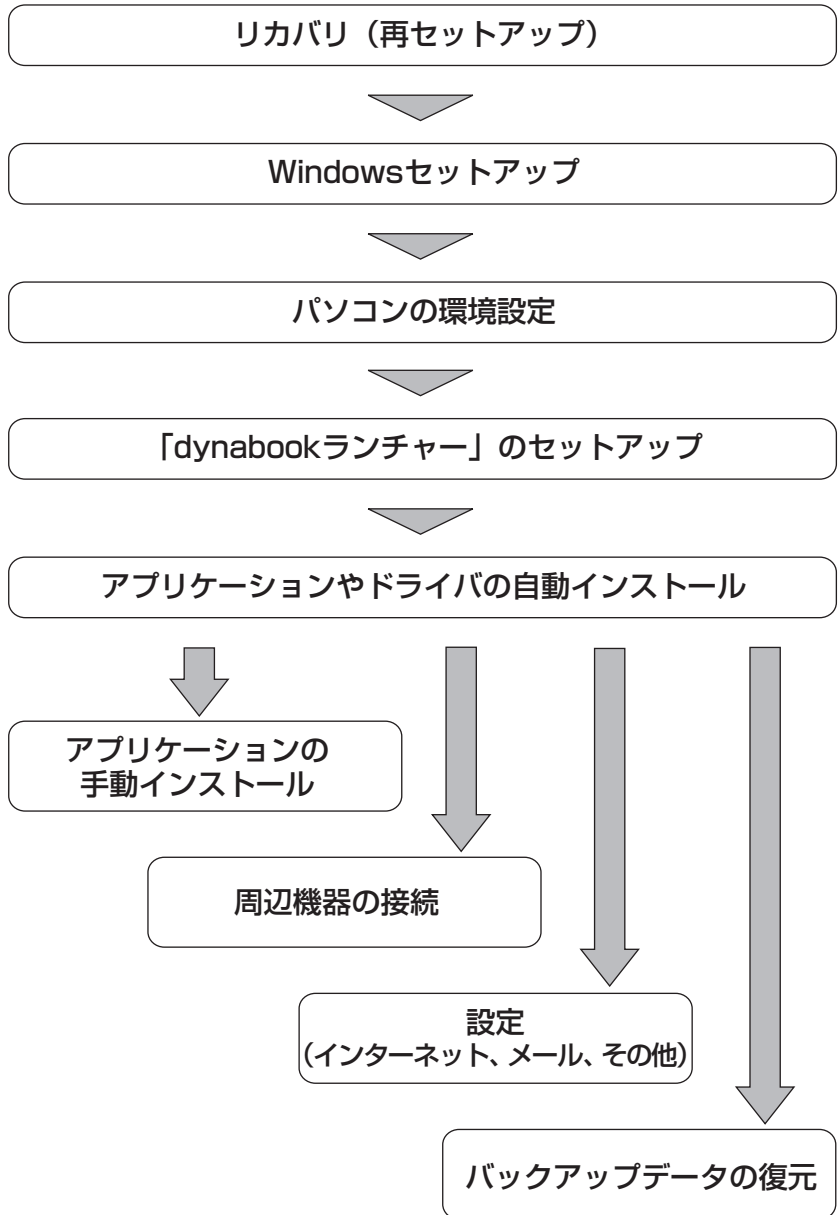 リカバリ（再セットアップ）
Windowsセットアップ
パソコンの環境設定
「dynabookランチャー」のセットアップ
アプリケーションやドライバの自動インストール
アプリケーションの
手動インストール
周辺機器の接続
設定
（インターネット、メール、その他）
バックアップデータの復元